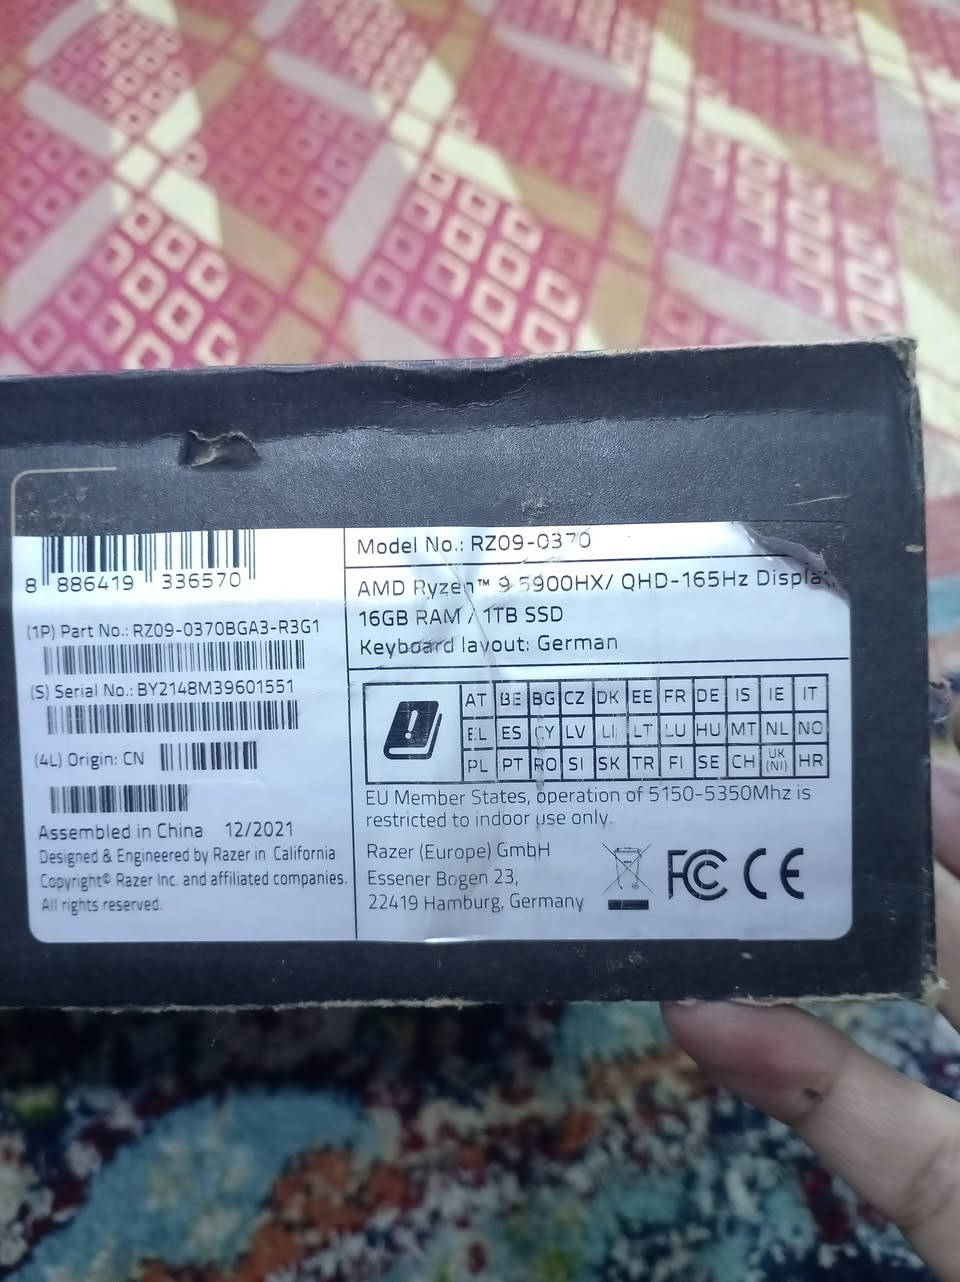 8 886419 336570
(1P) Part No.: RZ09-0370BGA3-R3G1
(S) Serial No.: BY2148M39601551
(4L) Origin: CN
Assembled in China 12/2021
Designed & Engineered by Razer in California
Copyright© Razer Inc. and affiliated companies.
All rights reserved.
Model No.: RZ09-0370
AMD Ryzen™ 9 5900HX/ QHD-165Hz
16GB RAM / 1TB SSD
Keyboard layout: German
AT BE BG CZ DK EE FR DE IS IE IT
EL ES CY LV LI LT LU HU MT NL NO
PL PT RO SI SK TR FI SE CH UK (NI) HR
EU Member States, operation of 5150-5350Mhz is
restricted to indoor use only.
Razer (Europe) GmbH
Essener Bogen 23,
22419 Hamburg, Germany
FC CE